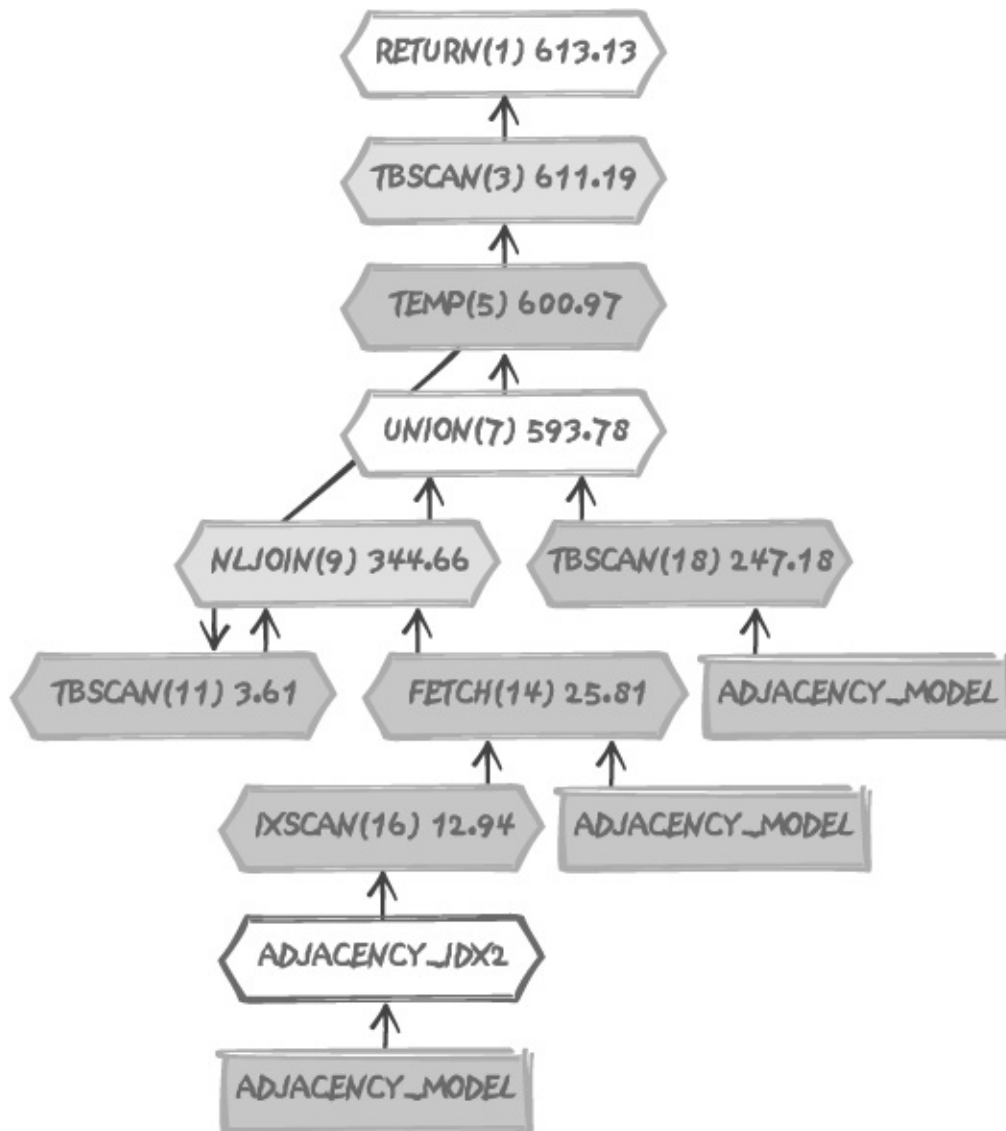 RETURN(1) 613.13
TBSCAN(3) 611.19
TEMP(5) 600.97
UNION(7) 593.78
NLJOIN(9) 344.66
TBSCAN(18) 247.18
TBSCAN(11) 3.61
FETCH(14) 25.81
ADJACENCY_MODEL
IXSCAN(16) 12.94
ADJACENCY_MODEL
ADJACENCY_IDX2
ADJACENCY_MODEL